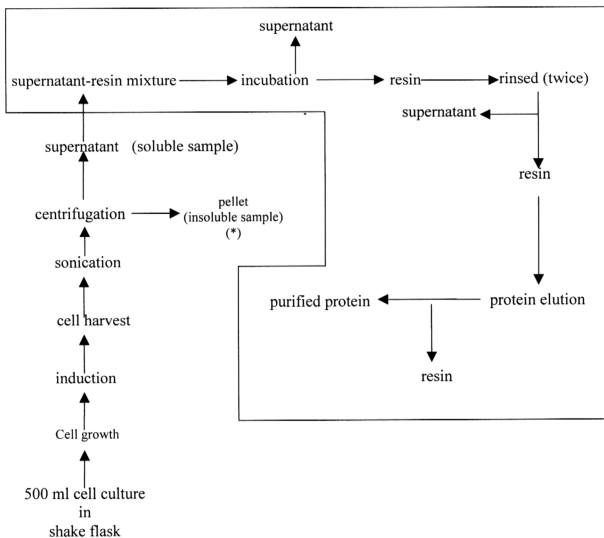 supernatant
supernatant-resin mixture incubation resin rinsed (twice)
supernatant
supernatant (soluble sample)
resin
pellet
centrifugation (insoluble sample)
(*)
sonication
purified protein protein elution
cell harvest
resin
induction
Cell growth
500 ml cell culture
in
shake flask